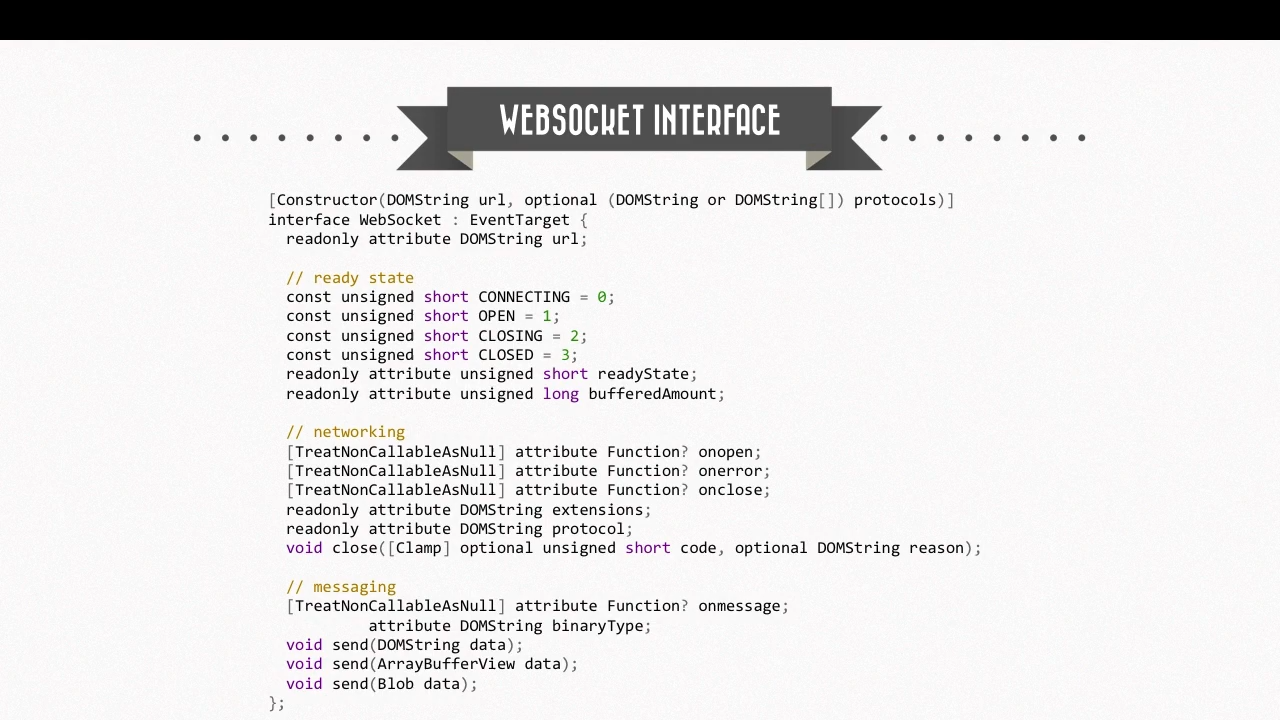 WEBSOCKET INTERFACE
[Constructor(DOMString url, optional (DOMString or DOMString[]) protocols)]
interface WebSocket : EventTarget {
  readonly attribute DOMString url;

  // ready state
  const unsigned short CONNECTING = 0;
  const unsigned short OPEN = 1;
  const unsigned short CLOSING = 2;
  const unsigned short CLOSED = 3;
  readonly attribute unsigned short readyState;
  readonly attribute unsigned long bufferedAmount;

  // networking
  [TreatNonCallableAsNull] attribute Function? onopen;
  [TreatNonCallableAsNull] attribute Function? onerror;
  [TreatNonCallableAsNull] attribute Function? onclose;
  readonly attribute DOMString extensions;
  readonly attribute DOMString protocol;
  void close([Clamp] optional unsigned short code, optional DOMString reason);

  // messaging
  [TreatNonCallableAsNull] attribute Function? onmessage;
           attribute DOMString binaryType;
  void send(DOMString data);
  void send(ArrayBufferView data);
  void send(Blob data);
};